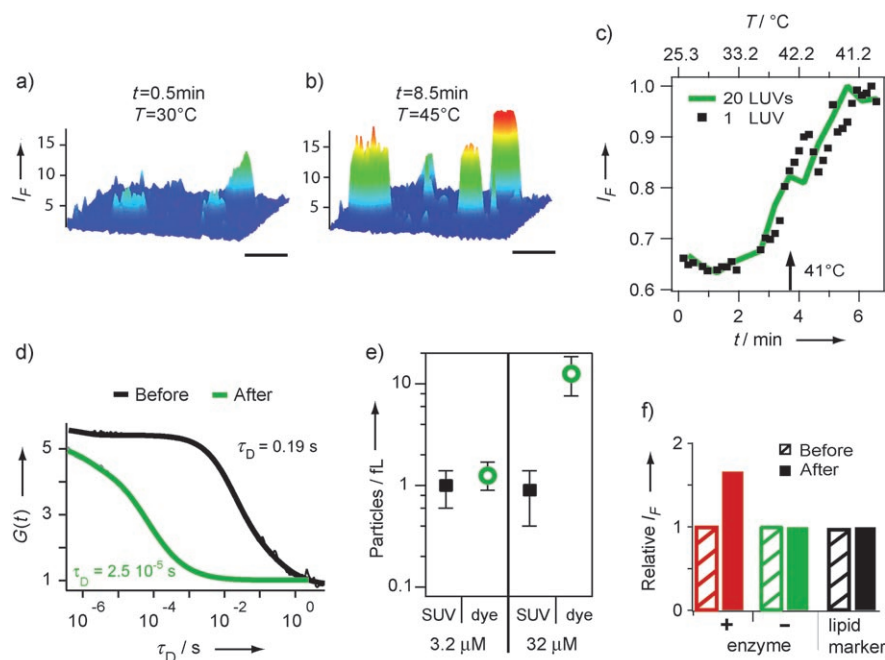 a)
t=0.5min
T=30°C
I_F
15
10
5
b)
t=8.5min
T=45°C
15
10
5
c)
T / °C
25.3 33.2 42.2 41.2
1.0
0.9
0.8
0.7
0.6
I_F
20 LUVs
1 LUV
41°C
0 2 4 6
t / min
d)
Before After
5
3
1
G(t)
τ_D = 0.19 s
τ_D = 2.5 10⁻⁵ s
10⁻⁶ 10⁻⁴ 10⁻² 10⁰
τ_D / s
e)
Particles / fL
10
1
0.1
SUV dye SUV dye
3.2 μM 32 μM
f)
Relative I_F
2
1
0
Before
After
+ − lipid
enzyme marker